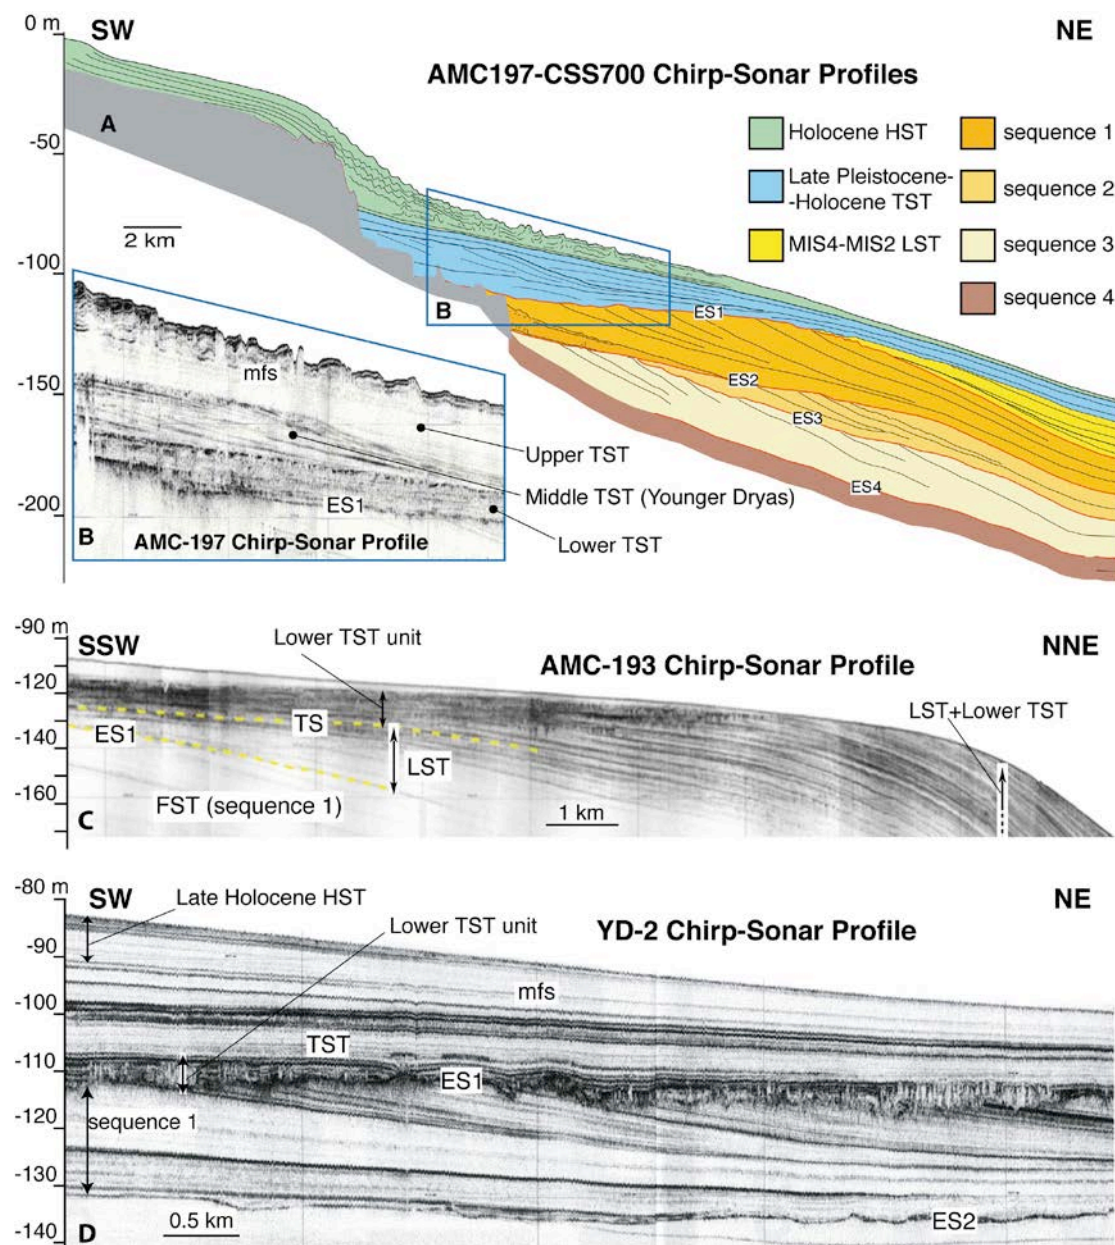 0 m
SW
NE
AMC197-CSS700 Chirp-Sonar Profiles
A
-50
2 km
-100
-150
-200
Holocene HST
Late Pleistocene-
-Holocene TST
MIS4-MIS2 LST
sequence 1
sequence 2
sequence 3
sequence 4
B
ES1
ES2
ES3
ES4
mfs
Upper TST
Middle TST (Younger Dryas)
ES1
Lower TST
B
AMC-197 Chirp-Sonar Profile
-90 m
SSW
Lower TST unit
AMC-193 Chirp-Sonar Profile
NNE
-120
-140
-160
ES1
TS
LST
LST+Lower TST
FST (sequence 1)
C
1 km
-80 m
SW
Late Holocene HST
Lower TST unit
YD-2 Chirp-Sonar Profile
NE
-90
-100
-110
-120
-130
-140
mfs
TST
ES1
sequence 1
0.5 km
ES2
D